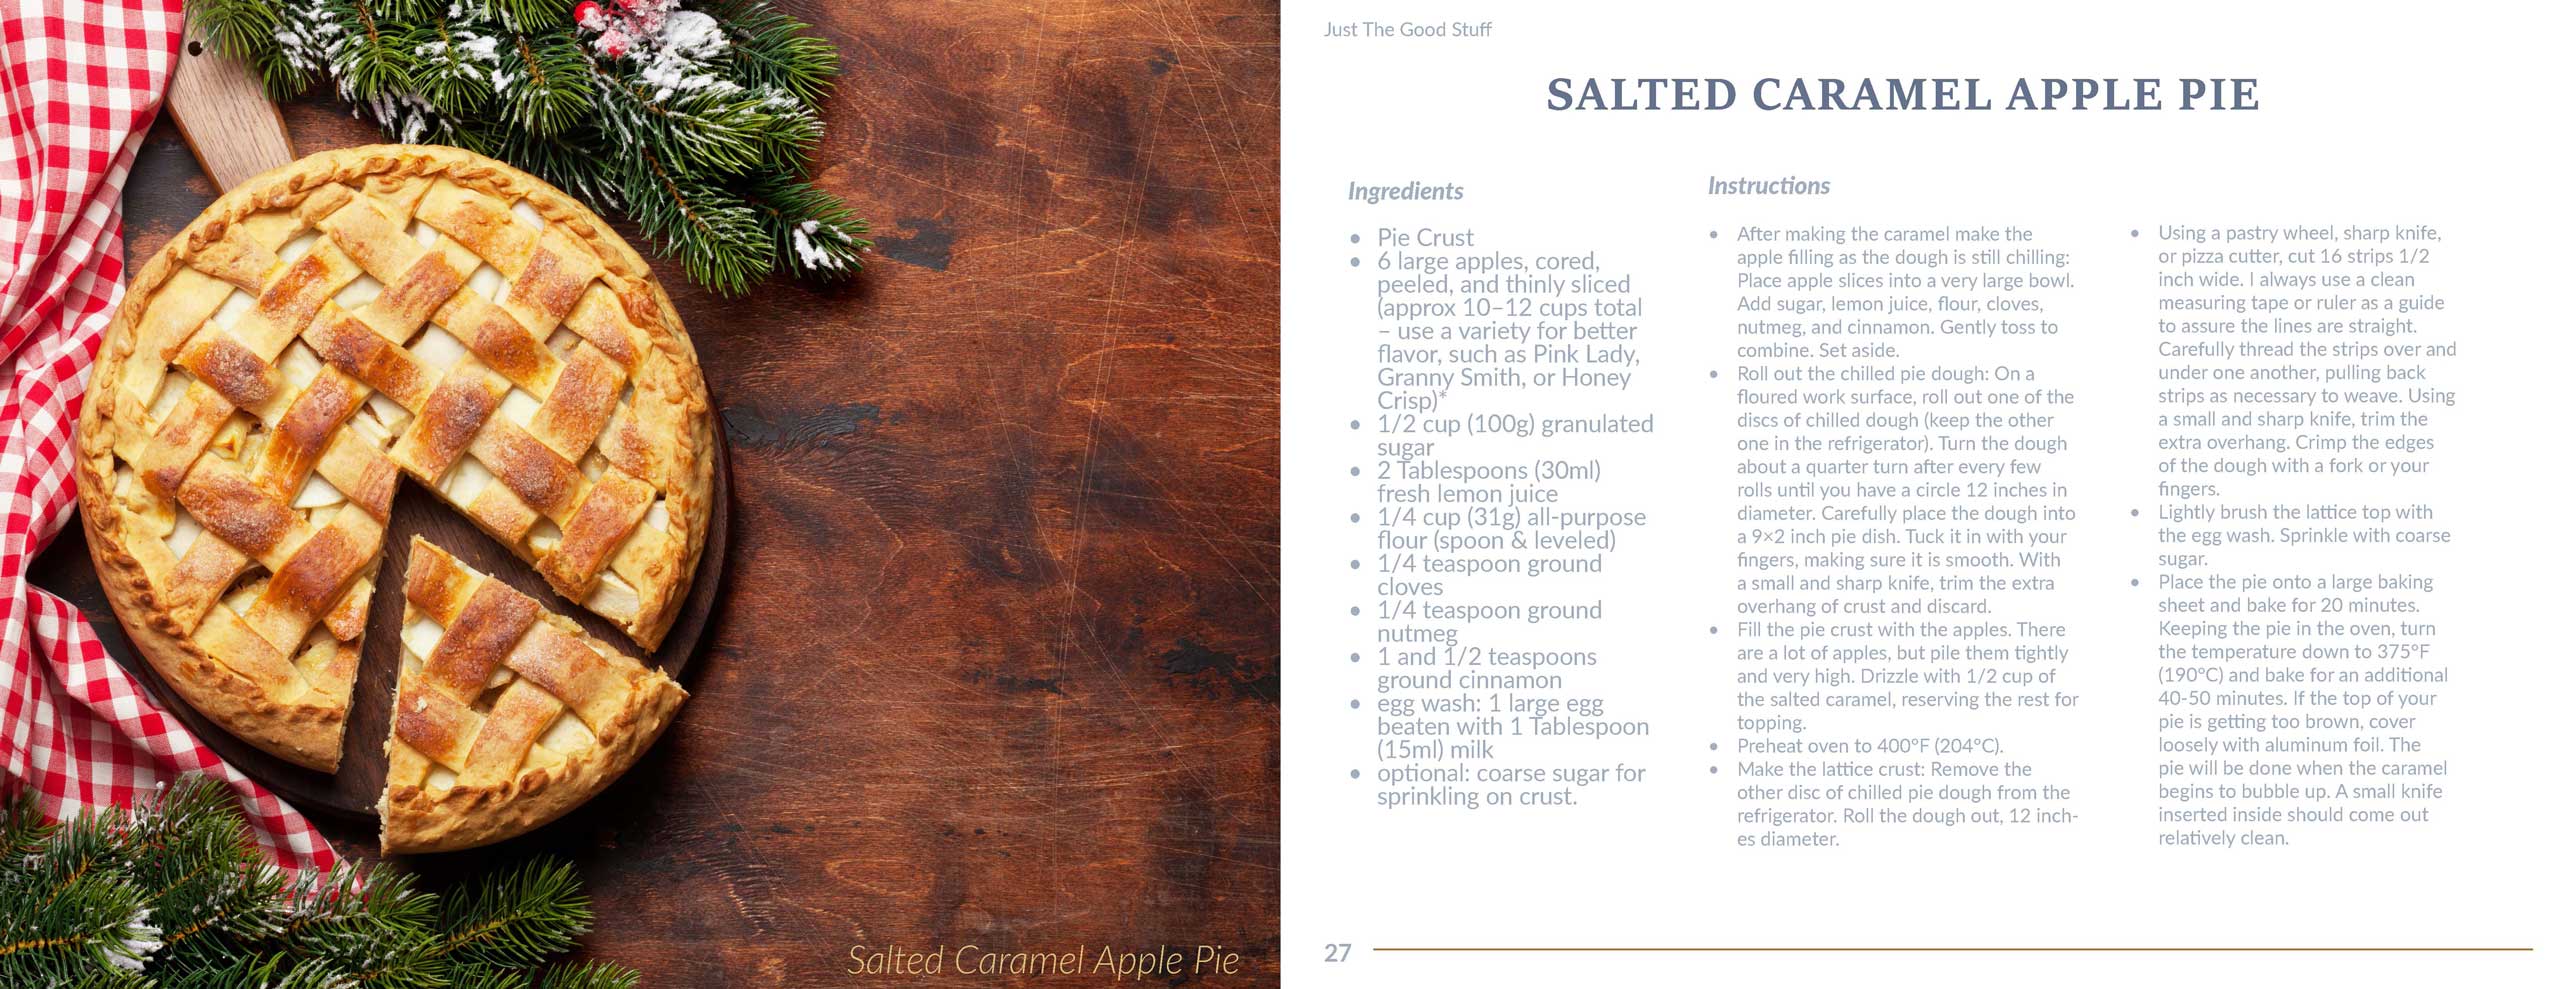 Salted Caramel Apple Pie
Just The Good Stuff
SALTED CARAMEL APPLE PIE
Ingredients
• Pie Crust
• 6 large apples, cored,
peeled, and thinly sliced
(approx 10–12 cups total
– use a variety for better
flavor, such as Pink Lady,
Granny Smith, or Honey
Crisp)*
• 1/2 cup (100g) granulated
sugar
• 2 Tablespoons (30ml)
fresh lemon juice
• 1/4 cup (31g) all-purpose
flour (spoon & leveled)
• 1/4 teaspoon ground
cloves
• 1/4 teaspoon ground
nutmeg
• 1 and 1/2 teaspoons
ground cinnamon
• egg wash: 1 large egg
beaten with 1 Tablespoon
(15ml) milk
• optional: coarse sugar for
sprinkling on crust.
Instructions
• After making the caramel make the
apple filling as the dough is still chilling:
Place apple slices into a very large bowl.
Add sugar, lemon juice, flour, cloves,
nutmeg, and cinnamon. Gently toss to
combine. Set aside.
• Roll out the chilled pie dough: On a
floured work surface, roll out one of the
discs of chilled dough (keep the other
one in the refrigerator). Turn the dough
about a quarter turn after every few
rolls until you have a circle 12 inches in
diameter. Carefully place the dough into
a 9×2 inch pie dish. Tuck it in with your
fingers, making sure it is smooth. With
a small and sharp knife, trim the extra
overhang of crust and discard.
• Fill the pie crust with the apples. There
are a lot of apples, but pile them tightly
and very high. Drizzle with 1/2 cup of
the salted caramel, reserving the rest for
topping.
• Preheat oven to 400°F (204°C).
• Make the lattice crust: Remove the
other disc of chilled pie dough from the
refrigerator. Roll the dough out, 12 inch-
es diameter.
• Using a pastry wheel, sharp knife,
or pizza cutter, cut 16 strips 1/2
inch wide. I always use a clean
measuring tape or ruler as a guide
to assure the lines are straight.
Carefully thread the strips over and
under one another, pulling back
strips as necessary to weave. Using
a small and sharp knife, trim the
extra overhang. Crimp the edges
of the dough with a fork or your
fingers.
• Lightly brush the lattice top with
the egg wash. Sprinkle with coarse
sugar.
• Place the pie onto a large baking
sheet and bake for 20 minutes.
Keeping the pie in the oven, turn
the temperature down to 375°F
(190°C) and bake for an additional
40-50 minutes. If the top of your
pie is getting too brown, cover
loosely with aluminum foil. The
pie will be done when the caramel
begins to bubble up. A small knife
inserted inside should come out
relatively clean.
27